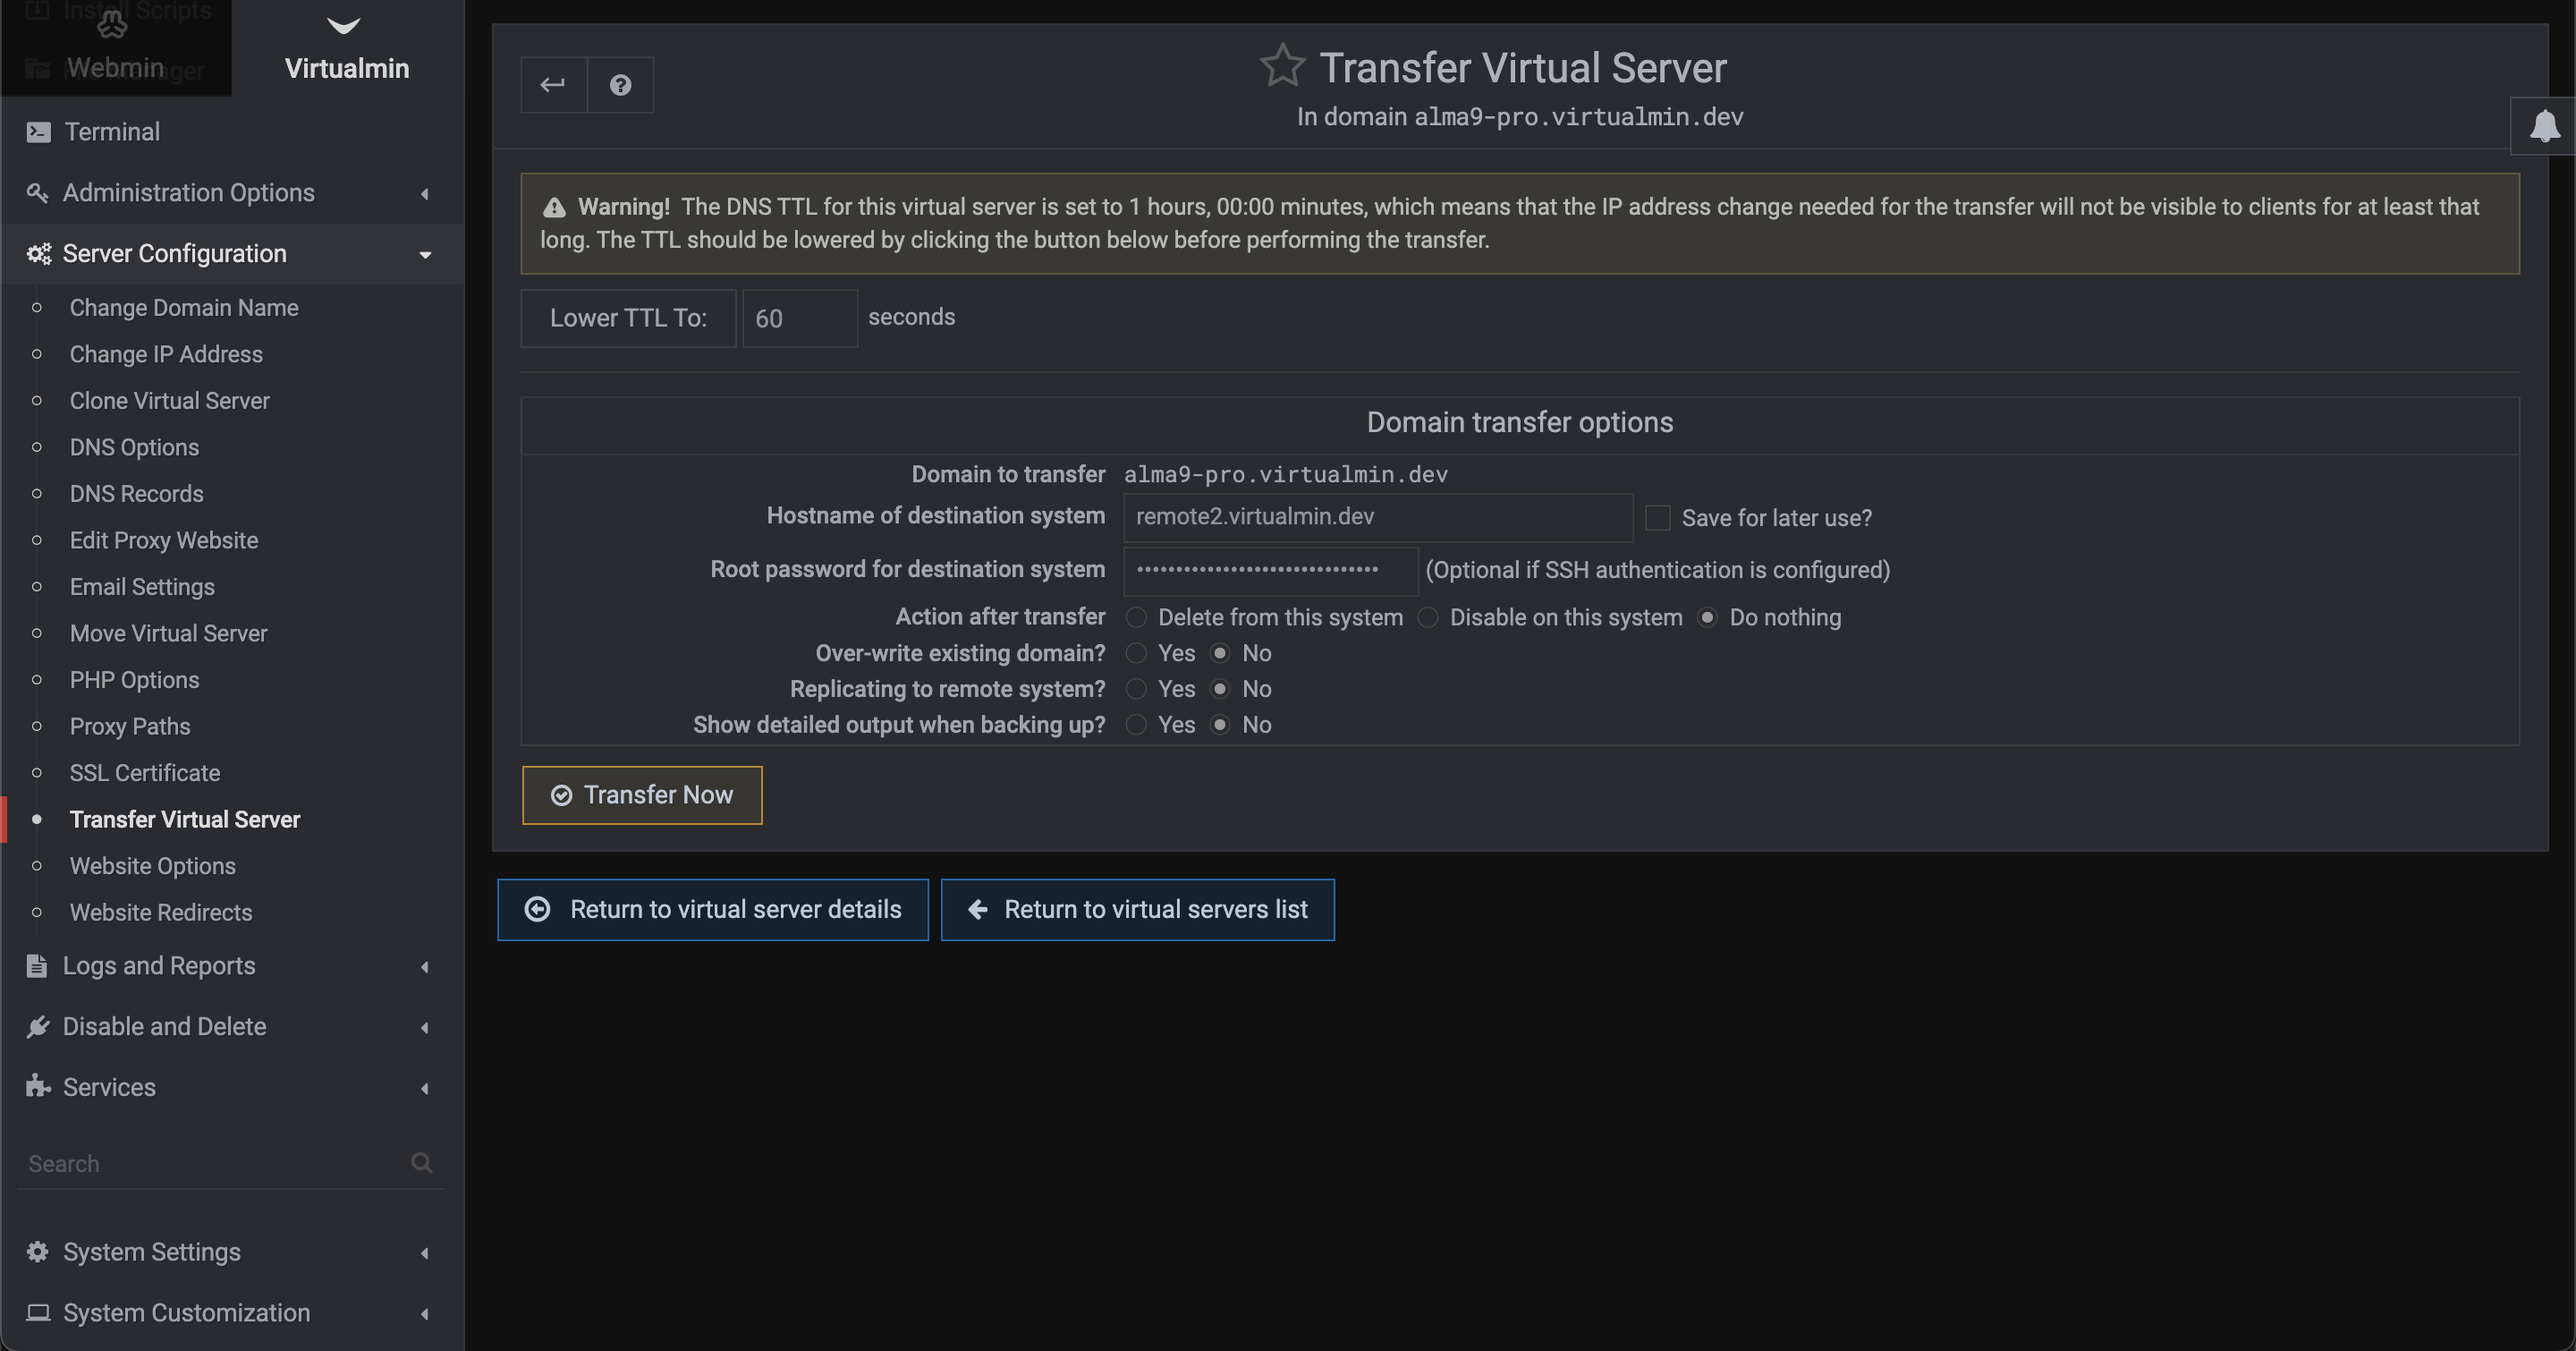 Install Scripts
Webmin
Manager
Virtualmin
Terminal
Administration Options
Server Configuration
Change Domain Name
Change IP Address
Clone Virtual Server
DNS Options
DNS Records
Edit Proxy Website
Email Settings
Move Virtual Server
PHP Options
Proxy Paths
SSL Certificate
Transfer Virtual Server
Website Options
Website Redirects
Logs and Reports
Disable and Delete
Services
Search
System Settings
System Customization
Transfer Virtual Server
In domain alma9-pro.virtualmin.dev
Warning! The DNS TTL for this virtual server is set to 1 hours, 00:00 minutes, which means that the IP address change needed for the transfer will not be visible to clients for at least that
long. The TTL should be lowered by clicking the button below before performing the transfer.
Lower TTL To: 60 seconds
Domain transfer options
Domain to transfer alma9-pro.virtualmin.dev
Hostname of destination system remote2.virtualmin.dev Save for later use?
Root password for destination system (Optional if SSH authentication is configured)
Action after transfer Delete from this system Disable on this system Do nothing
Over-write existing domain? Yes No
Replicating to remote system? Yes No
Show detailed output when backing up? Yes No
Transfer Now
Return to virtual server details Return to virtual servers list